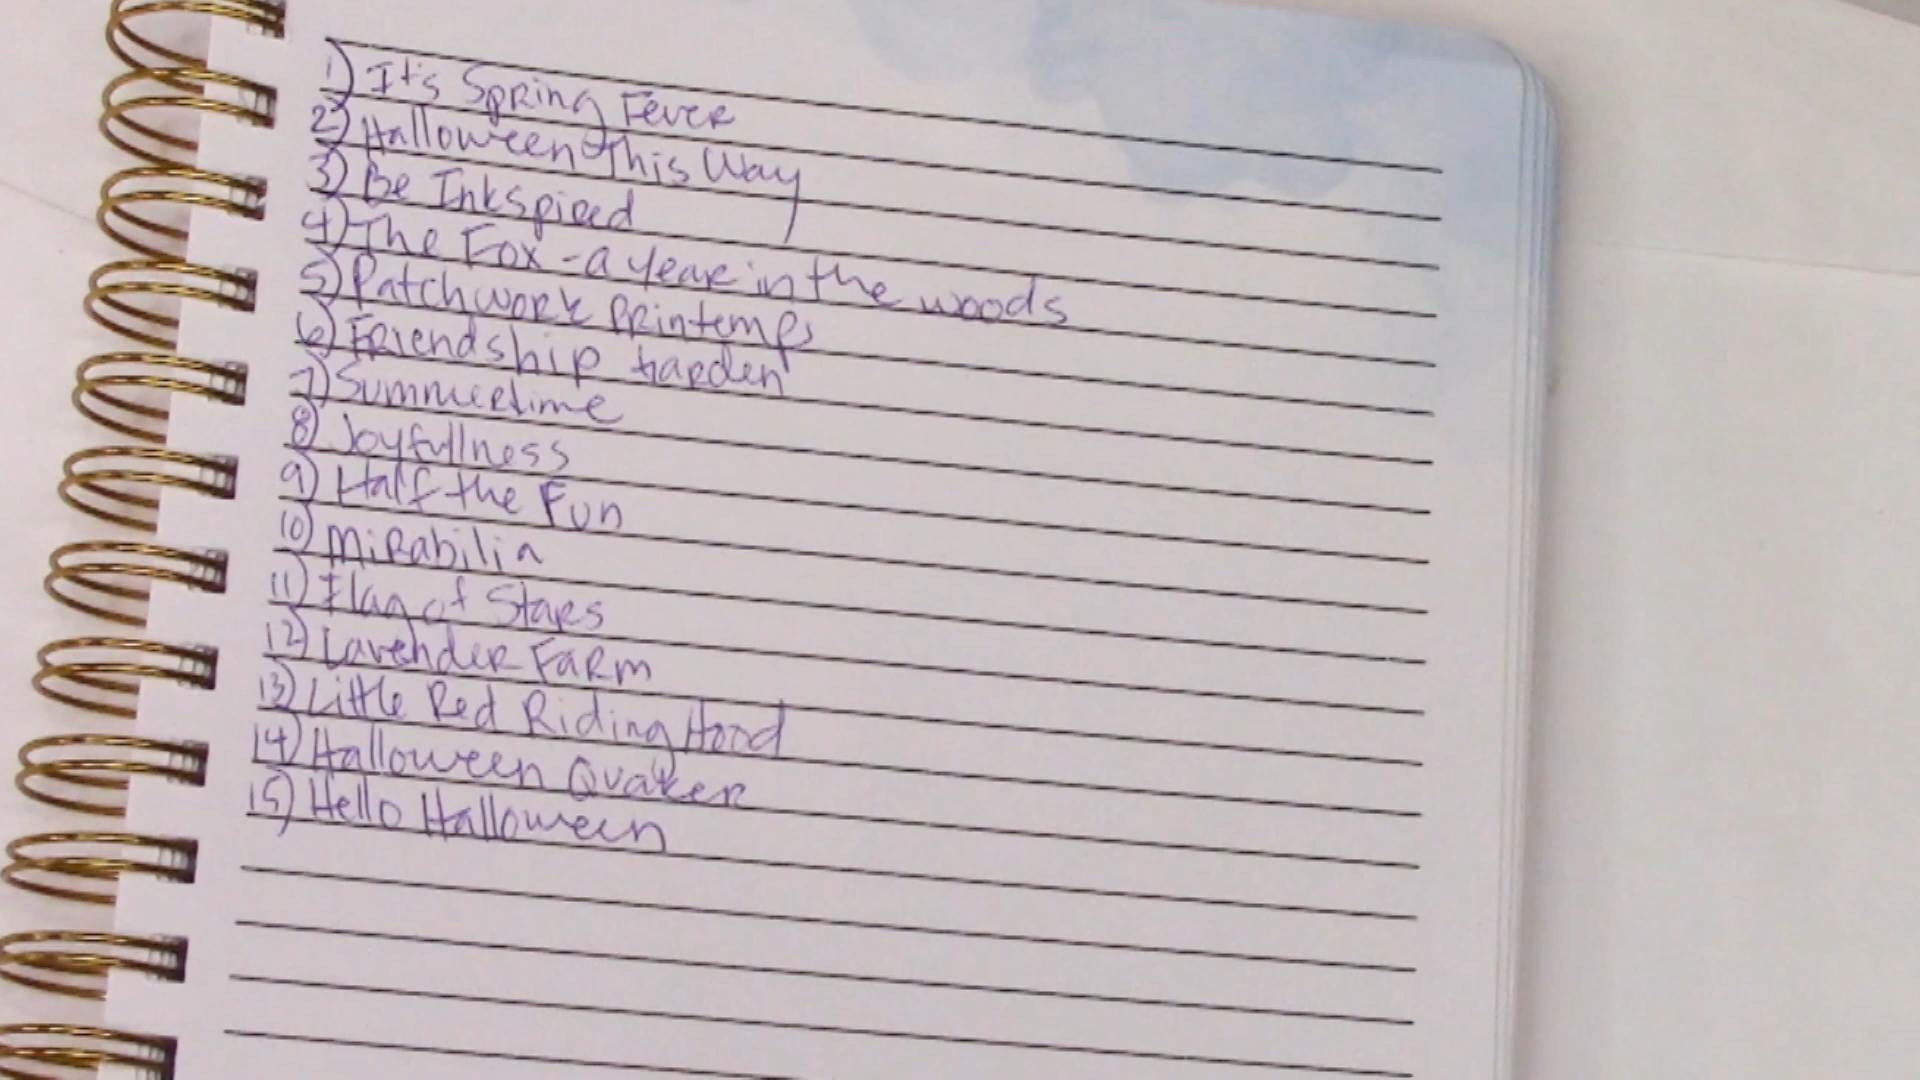 1) It's Spring Fever
2) Halloween This Way
3) Be Inkspired
4) The Fox - a year in the woods
5) Patchwork Printemps
6) Friendship Garden
7) Summertime
8) Joyfullness
9) Half the Fun
10) Mirabilia
11) Flag of Stars
12) Lavender Farm
13) Little Red Riding Hood
14) Halloween Quaker
15) Hello Halloween